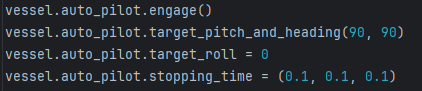 vessel.auto_pilot.engage()
vessel.auto_pilot.target_pitch_and_heading(90, 90)
vessel.auto_pilot.target_roll = 0
vessel.auto_pilot.stopping_time = (0.1, 0.1, 0.1)